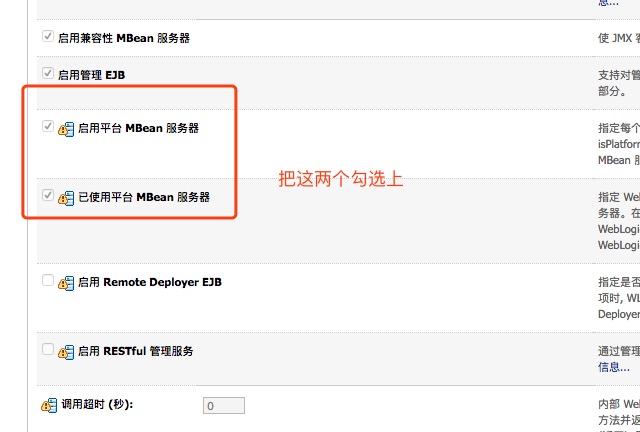 息...
启用兼容性 MBean 服务器
使 JMX 客
启用管理 EJB
支持对管
部分。
启用平台 MBean 服务器
指定每个
isPlatform
MBean 服
把这两个勾选上
已使用平台 MBean 服务器
指定 Web
务器。在
WebLogi
WebLogi
启用 Remote Deployer EJB
指定是否
项时, WL
Deployer
启用 RESTful 管理服务
通过管理
信息...
调用超时 (秒):
0
内部 Web
方法并返